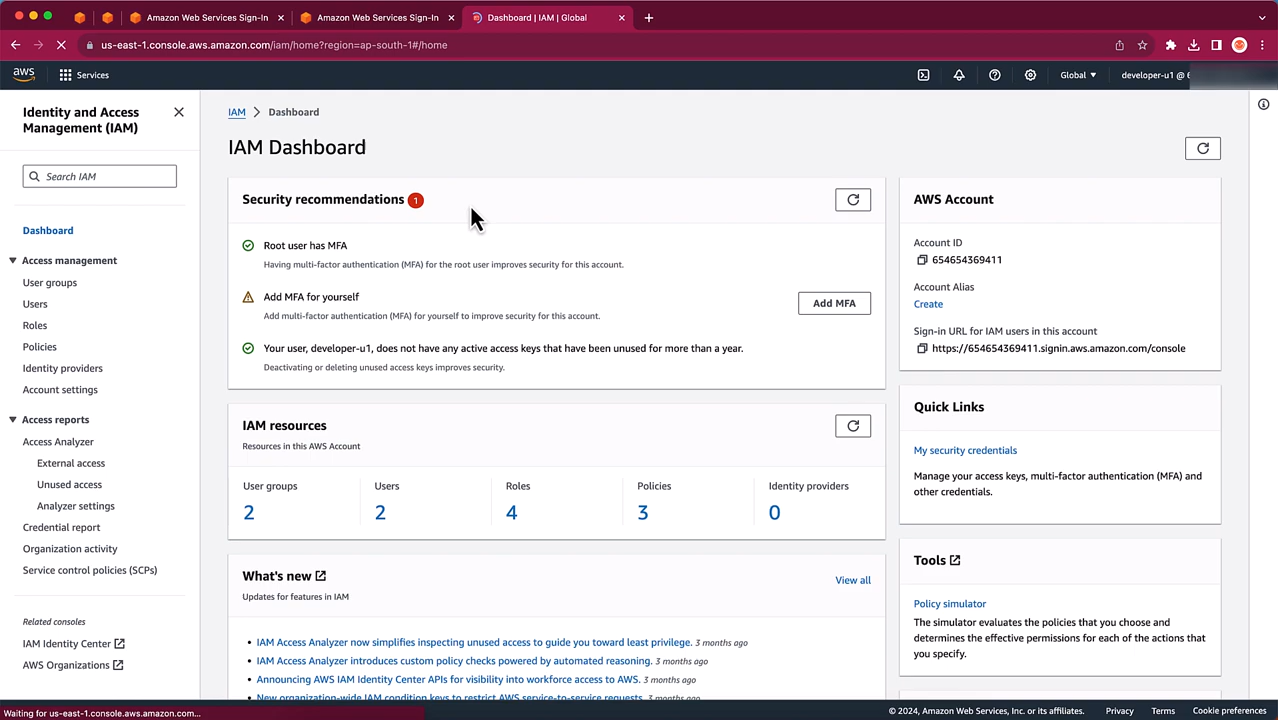 Amazon Web Services Sign-In
Amazon Web Services Sign-In
Dashboard | IAM | Global
us-east-1.console.aws.amazon.com/iam/home?region=ap-south-1#/home
aws
Services
Global
developer-u1 @
Identity and Access
Management (IAM)
Search IAM
Dashboard
Access management
User groups
Users
Roles
Policies
Identity providers
Account settings
Access reports
Access Analyzer
External access
Unused access
Analyzer settings
Credential report
Organization activity
Service control policies (SCPs)
Related consoles
IAM Identity Center
AWS Organizations
IAM > Dashboard
IAM Dashboard
Security recommendations 1
Root user has MFA
Having multi-factor authentication (MFA) for the root user improves security for this account.
Add MFA for yourself
Add multi-factor authentication (MFA) for yourself to improve security for this account.
Add MFA
Your user, developer-u1, does not have any active access keys that have been unused for more than a year.
Deactivating or deleting unused access keys improves security.
IAM resources
Resources in this AWS Account
User groups Users Roles Policies Identity providers
2 2 4 3 0
What's new
View all
Updates for features in IAM
• IAM Access Analyzer now simplifies inspecting unused access to guide you toward least privilege. 3 months ago
• IAM Access Analyzer introduces custom policy checks powered by automated reasoning. 3 months ago
• Announcing AWS IAM Identity Center APIs for visibility into workforce access to AWS. 3 months ago
• New organization-wide IAM condition keys to restrict AWS service-to-service requests. 3 months ago
AWS Account
Account ID
654654369411
Account Alias
Create
Sign-in URL for IAM users in this account
https://654654369411.signin.aws.amazon.com/console
Quick Links
My security credentials
Manage your access keys, multi-factor authentication (MFA) and
other credentials.
Tools
Policy simulator
The simulator evaluates the policies that you choose and
determines the effective permissions for each of the actions that
you specify.
Waiting for us-east-1.console.aws.amazon.com...
© 2024, Amazon Web Services, Inc. or its affiliates.
Privacy
Terms
Cookie preferences